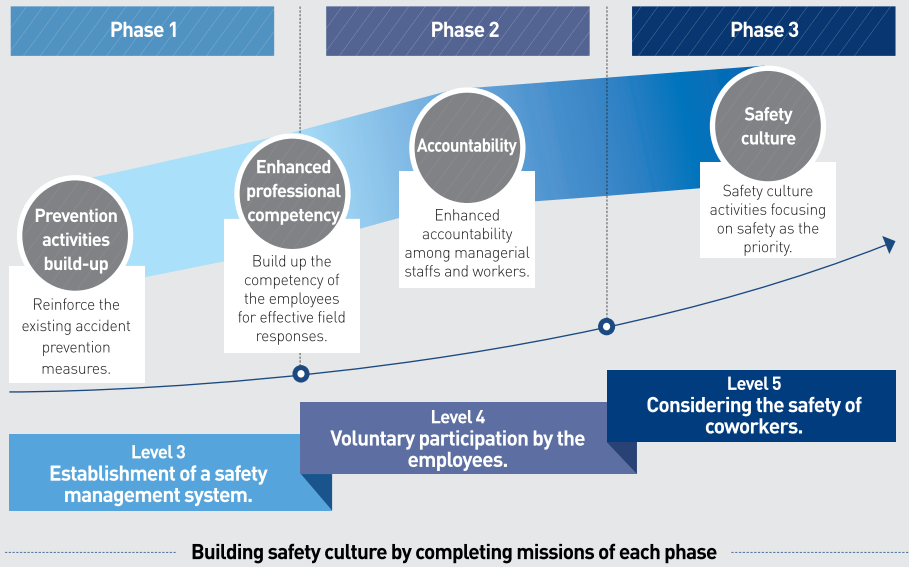 Phase 1
Phase 2
Phase 3
Prevention
activities
build-up
Reinforce the
existing accident
prevention
measures.
Enhanced
professional
competency
Build up the
competency of
the employees
for effective field
responses.
Accountability
Enhanced
accountability
among managerial
staffs and workers.
Safety
culture
Safety culture
activities focusing
on safety as the
priority.
Level 3
Establishment of a safety
management system.
Level 4
Voluntary participation by the
employees.
Level 5
Considering the safety of
coworkers.
Building safety culture by completing missions of each phase